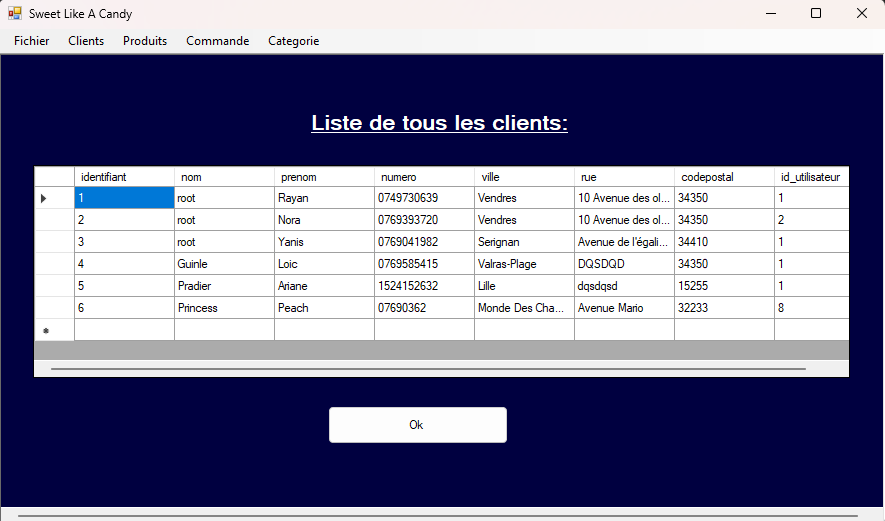 Sweet Like A Candy
Fichier Clients Produits Commande Categorie
Liste de tous les clients:
identifiant nom prenom numero ville rue codepostal id_utilisateur
1 root Rayan 0749730639 Vendres 10 Avenue des ol... 34350 1
2 root Nora 0769393720 Vendres 10 Avenue des ol... 34350 2
3 root Yanis 0769041982 Serignan Avenue de l'égali... 34410 1
4 Guinle Loic 0769585415 Valras-Plage DQSDQD 34350 1
5 Pradier Ariane 1524152632 Lille dqsdqsd 15255 1
6 Princess Peach 07690362 Monde Des Cha... Avenue Mario 32233 8
Ok